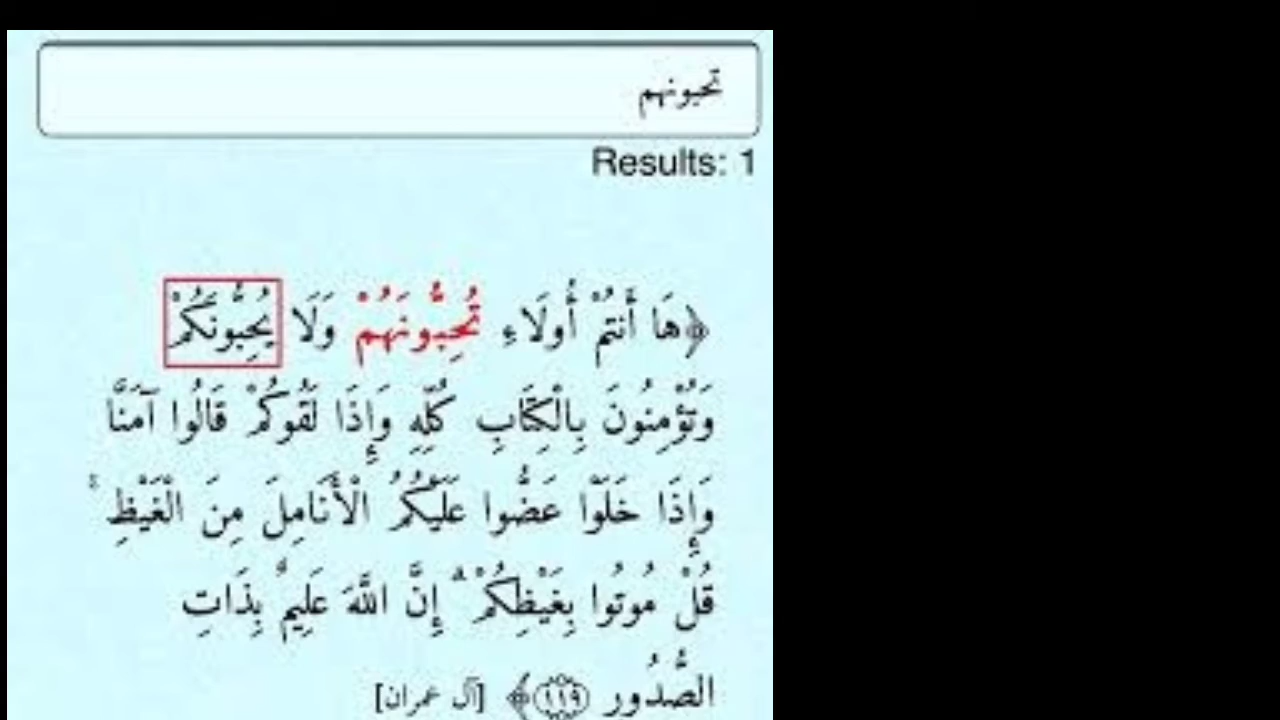 تحبونهم
Results: 1
﴿هَا أَنتُمْ أُولَاءِ تُحِبُّونَهُمْ وَلَا يُحِبُّونَكُمْ
وَتُؤْمِنُونَ بِالْكِتَابِ كُلِّهِ وَإِذَا لَقُوكُمْ قَالُوا آمَنَّا
وَإِذَا خَلَوْا عَضُّوا عَلَيْكُمُ الْأَنَامِلَ مِنَ الْغَيْظِ ۚ
قُلْ مُوتُوا بِغَيْظِكُمْ ۗ إِنَّ اللَّهَ عَلِيمٌ بِذَاتِ
الصُّدُورِ ﴿١١٩﴾ [آل عمران]